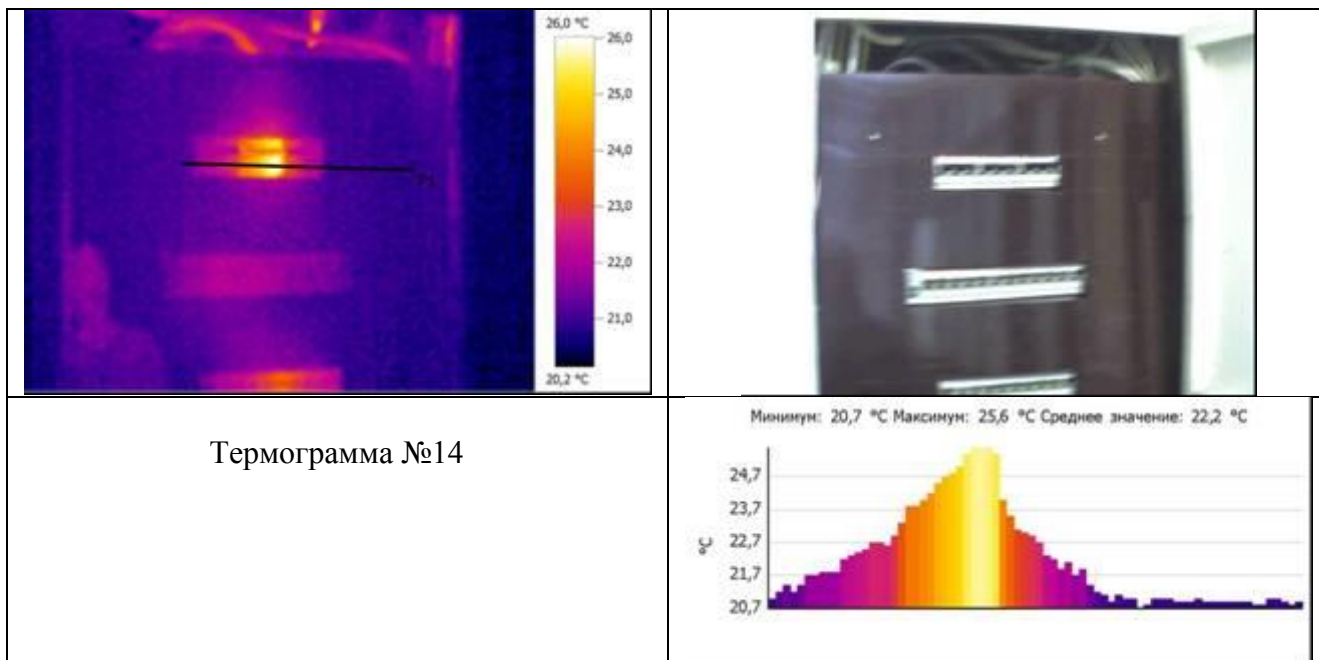 26,0 °C
26,0
25,0
24,0
23,0
22,0
21,0
20,2 °C
Термограмма №14
Минимум: 20,7 °C Максимум: 25,6 °C Среднее значение: 22,2 °C
°C
24,7
23,7
22,7
21,7
20,7